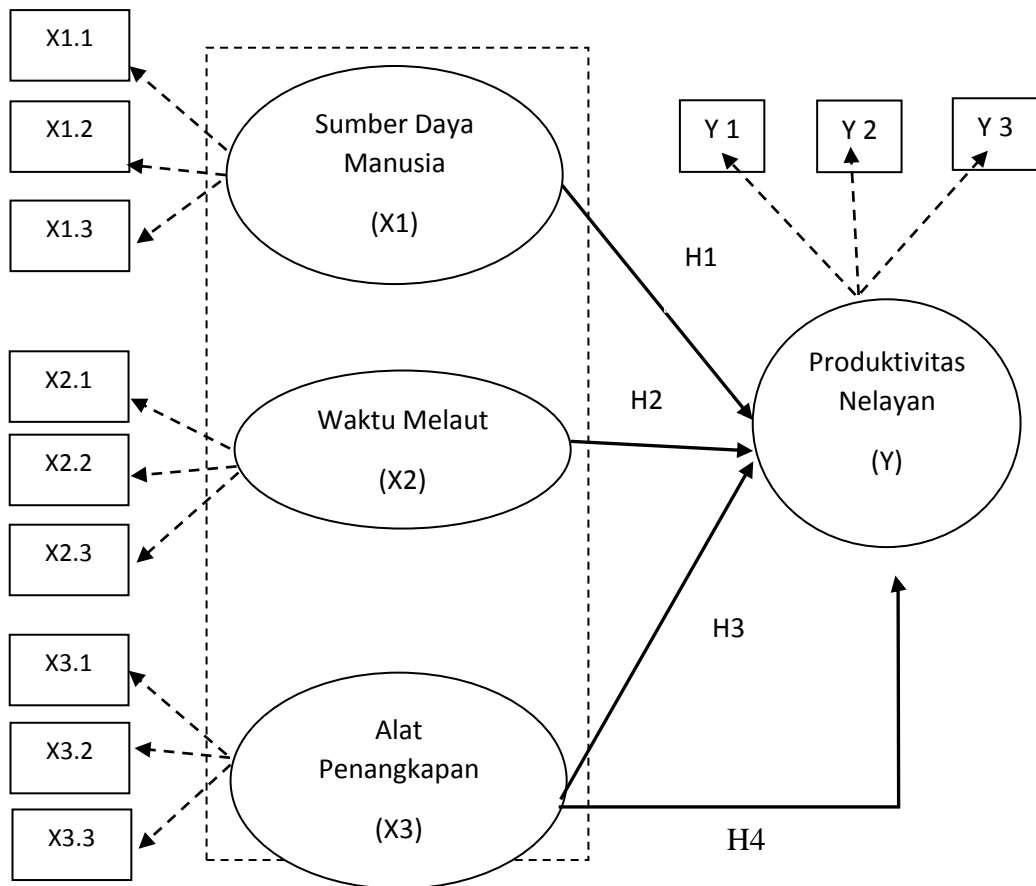 X1.1
X1.2
X1.3
Sumber Daya
Manusia
(X1)
Y 1
Y 2
Y 3
H1
X2.1
X2.2
X2.3
Waktu Melaut
(X2)
H2
Produktivitas
Nelayan
(Y)
X3.1
X3.2
X3.3
Alat
Penangkapan
(X3)
H3
H4